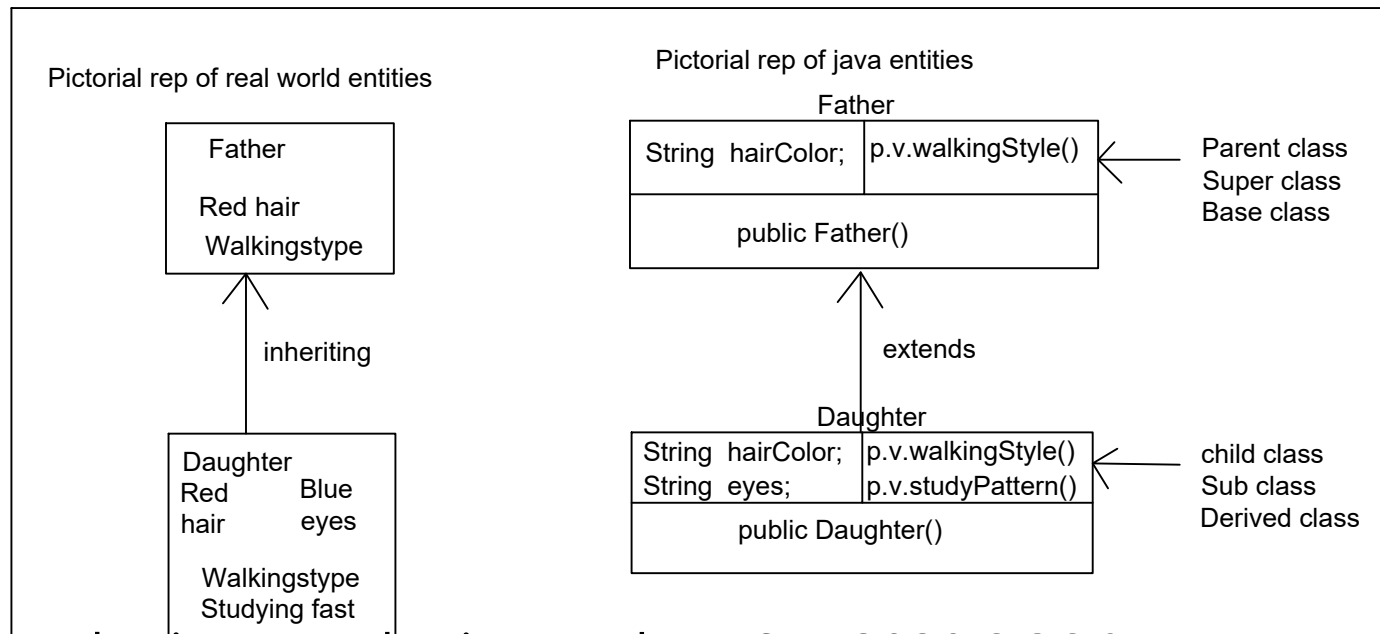 Pictorial rep of real world entities
Father
Red hair
Walkingstype
inheriting
Daughter
Red
hair
Blue
eyes
Walkingstype
Studying fast
Pictorial rep of java entities
Father
String hairColor;
p.v.walkingStyle()
public Father()
Parent class
Super class
Base class
extends
Daughter
String hairColor;
String eyes;
p.v.walkingStyle()
p.v.studyPattern()
public Daughter()
child class
Sub class
Derived class